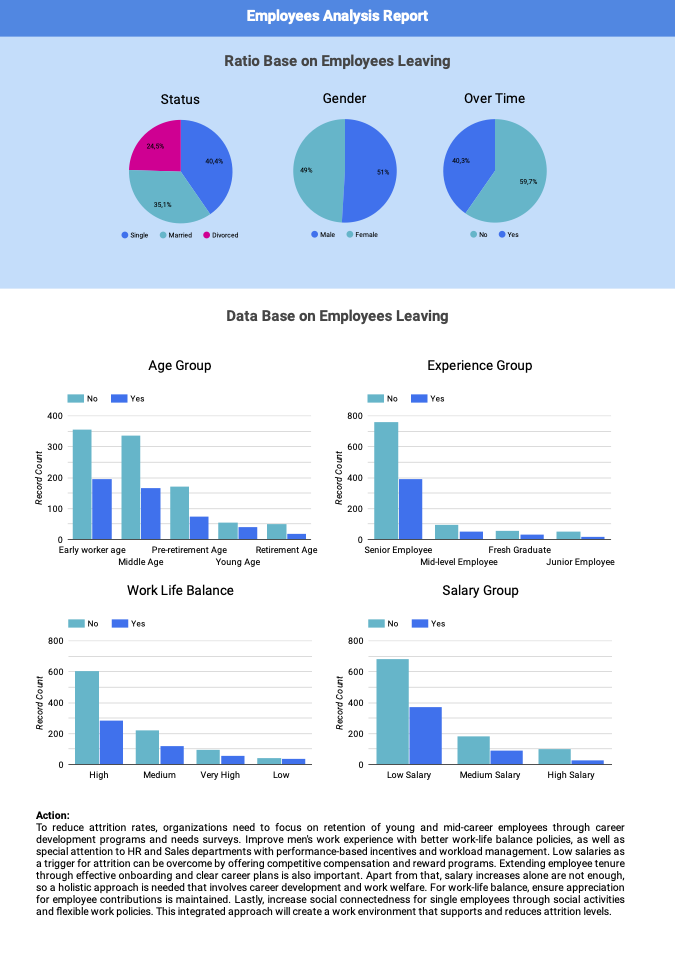 Employees Analysis Report
Ratio Base on Employees Leaving
Status
Gender
Over Time
24,5%
40,4%
35,1%
49%
51%
40,3%
59,7%
Single Married Divorced
Male Female
No Yes
Data Base on Employees Leaving
Age Group
No Yes
Record Count
400
300
200
100
0
Early worker age
Middle Age
Pre-retirement Age
Young Age
Retirement Age
Experience Group
No Yes
Record Count
800
600
400
200
0
Senior Employee
Mid-level Employee
Fresh Graduate
Junior Employee
Work Life Balance
No Yes
Record Count
800
600
400
200
0
High
Medium
Very High
Low
Salary Group
No Yes
Record Count
800
600
400
200
0
Low Salary
Medium Salary
High Salary
Action:
To reduce attrition rates, organizations need to focus on retention of young and mid-career employees through career
development programs and needs surveys. Improve men's work experience with better work-life balance policies, as well as
special attention to HR and Sales departments with performance-based incentives and workload management. Low salaries as
a trigger for attrition can be overcome by offering competitive compensation and reward programs. Extending employee tenure
through effective onboarding and clear career plans is also important. Apart from that, salary increases alone are not enough,
so a holistic approach is needed that involves career development and work welfare. For work-life balance, ensure appreciation
for employee contributions is maintained. Lastly, increase social connectedness for single employees through social activities
and flexible work policies. This integrated approach will create a work environment that supports and reduces attrition levels.